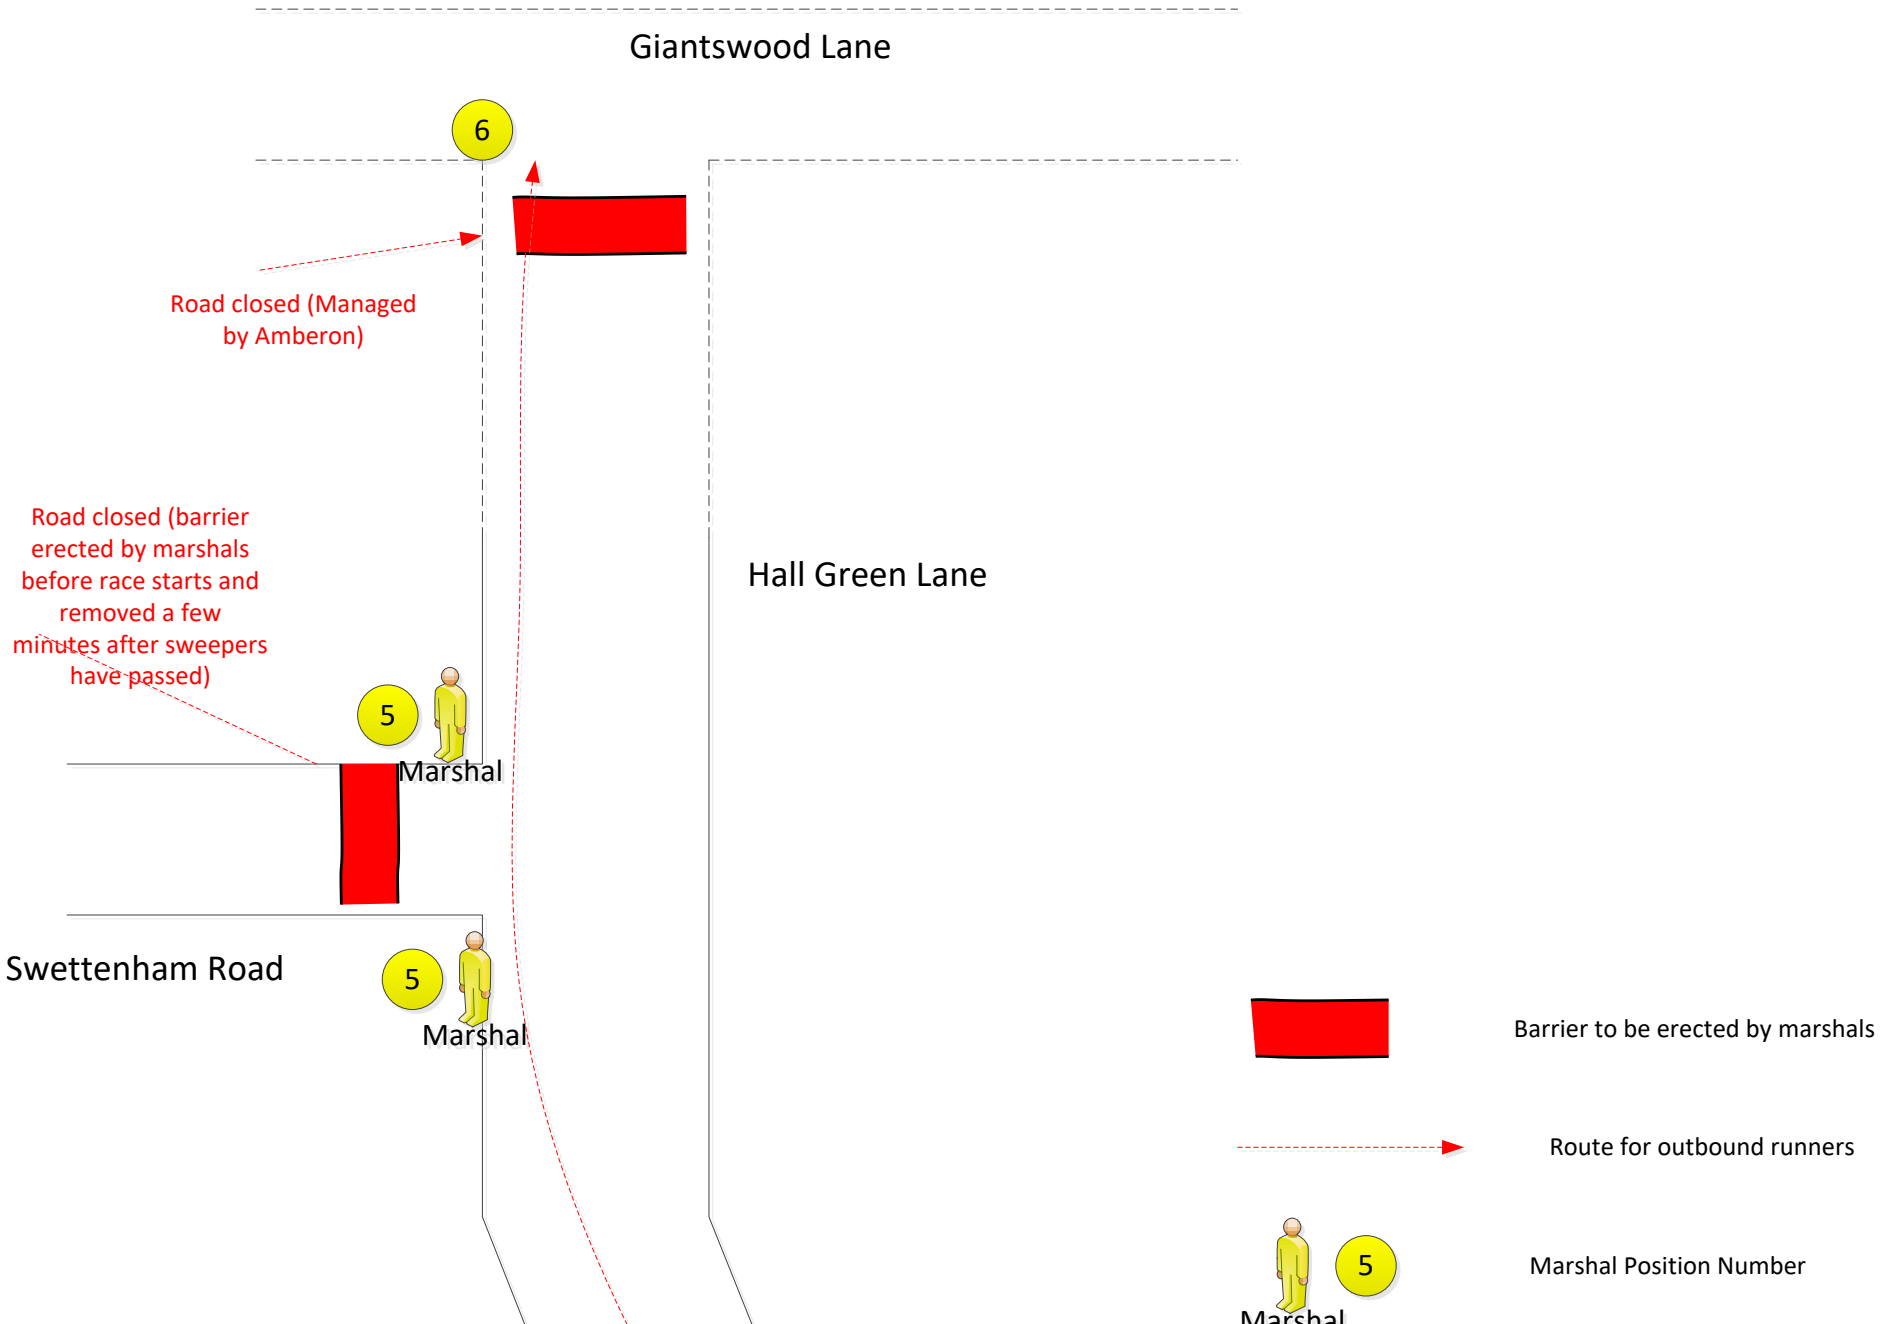 Giantswood Lane
6
Road closed (Managed
by Amberon)
Road closed (barrier
erected by marshals
before race starts and
removed a few
minutes after sweepers
have passed)
Hall Green Lane
5
Marshal
Swettenham Road
5
Marshal
Barrier to be erected by marshals
Route for outbound runners
5
Marshal Position Number
Marshal